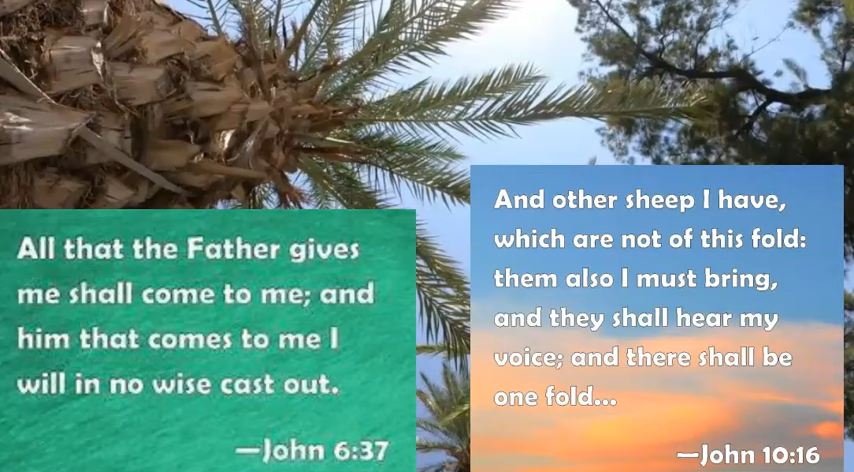 All that the Father gives
me shall come to me; and
him that comes to me I
will in no wise cast out.
—John 6:37
And other sheep I have,
which are not of this fold:
them also I must bring,
and they shall hear my
voice; and there shall be
one fold...
—John 10:16